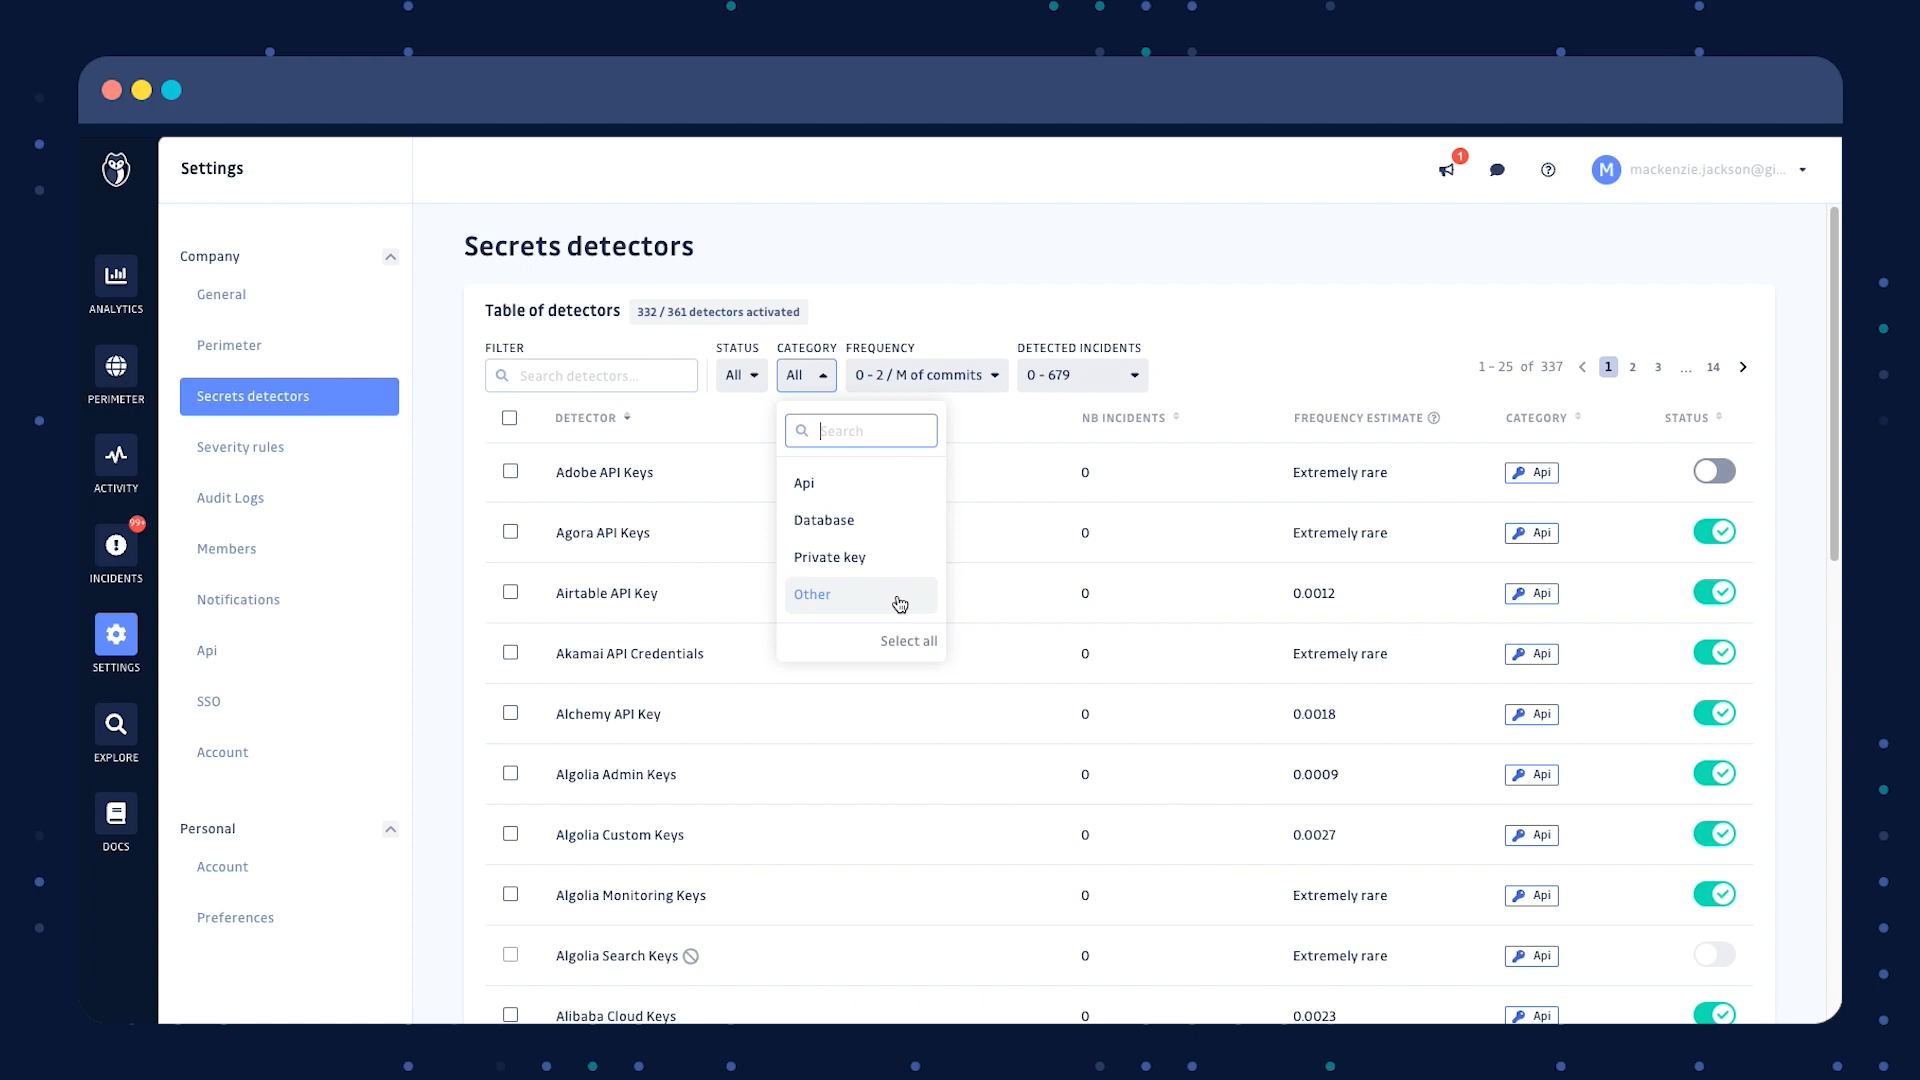 Settings
1
M mackenzie.jackson@gi...
ANALYTICS
PERIMETER
ACTIVITY
99+
INCIDENTS
SETTINGS
EXPLORE
DOCS
Company
General
Perimeter
Secrets detectors
Severity rules
Audit Logs
Members
Notifications
Api
SSO
Account
Personal
Account
Preferences
Secrets detectors
Table of detectors 332 / 361 detectors activated
FILTER STATUS CATEGORY FREQUENCY DETECTED INCIDENTS
Search detectors... All All 0 - 2 / M of commits 0 - 679
1 - 25 of 337 1 2 3 ... 14
DETECTOR NB INCIDENTS FREQUENCY ESTIMATE CATEGORY STATUS
Search
Api
Database
Private key
Other
Select all
Adobe API Keys 0 Extremely rare Api
Agora API Keys 0 Extremely rare Api
Airtable API Key 0 0.0012 Api
Akamai API Credentials 0 Extremely rare Api
Alchemy API Key 0 0.0018 Api
Algolia Admin Keys 0 0.0009 Api
Algolia Custom Keys 0 0.0027 Api
Algolia Monitoring Keys 0 Extremely rare Api
Algolia Search Keys 0 Extremely rare Api
Alibaba Cloud Keys 0 0.0023 Api